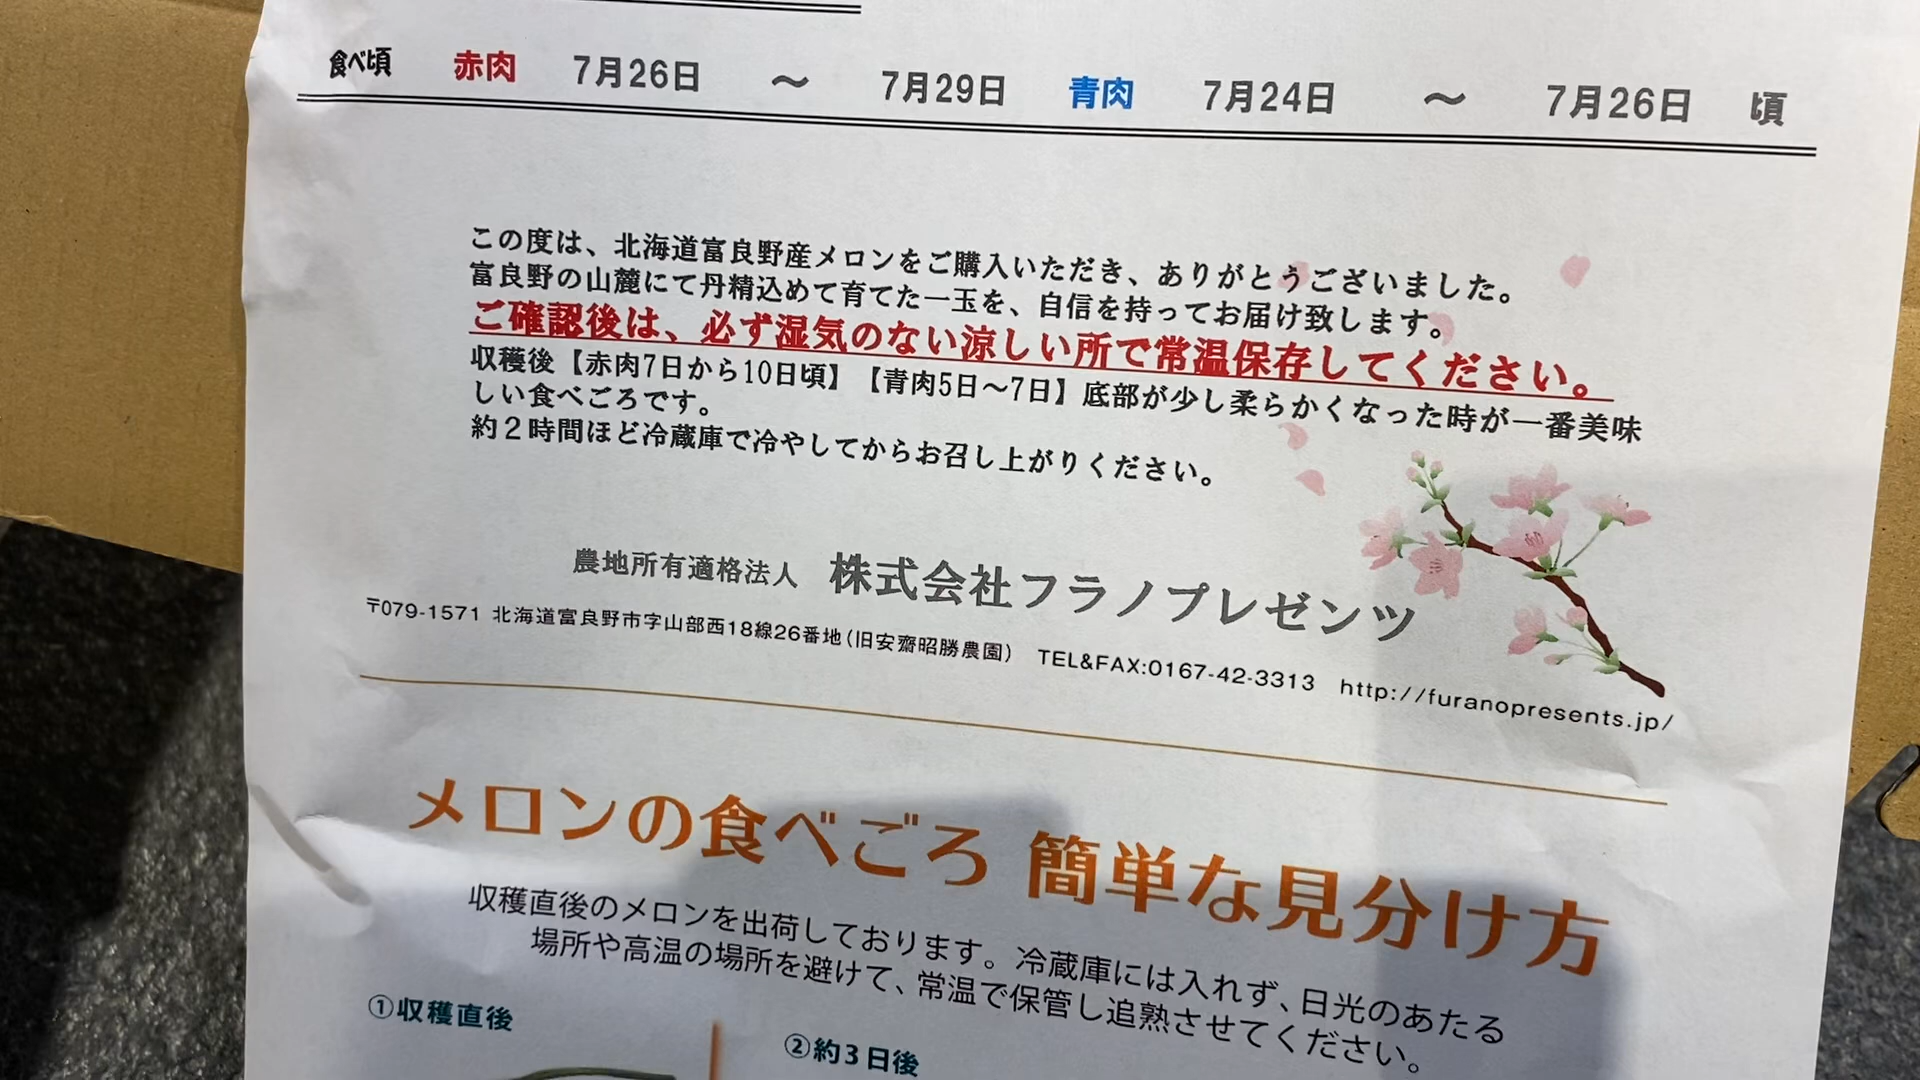 食べ頃 赤肉 7月26日 ～ 7月29日 青肉 7月24日 ～ 7月26日 頃
この度は、北海道富良野産メロンをご購入いただき、ありがとうございました。
富良野の山麓にて丹精込めて育てた一玉を、自信を持ってお届け致します。
ご確認後は、必ず湿気のない涼しい所で常温保存してください。
収穫後【赤肉7日から10日頃】【青肉5日～7日】底部が少し柔らかくなった時が一番美味
しい食べごろです。
約２時間ほど冷蔵庫で冷やしてからお召し上がりください。
農地所有適格法人 株式会社フラノプレゼンツ
〒079-1571 北海道富良野市字山部西18線26番地(旧安齋昭勝農園) TEL&FAX:0167-42-3313 http://furanopresents.jp/
メロンの食べごろ 簡単な見分け方
収穫直後のメロンを出荷しております。冷蔵庫には入れず、日光のあたる
場所や高温の場所を避けて、常温で保管し追熟させてください。
①収穫直後
②約3日後